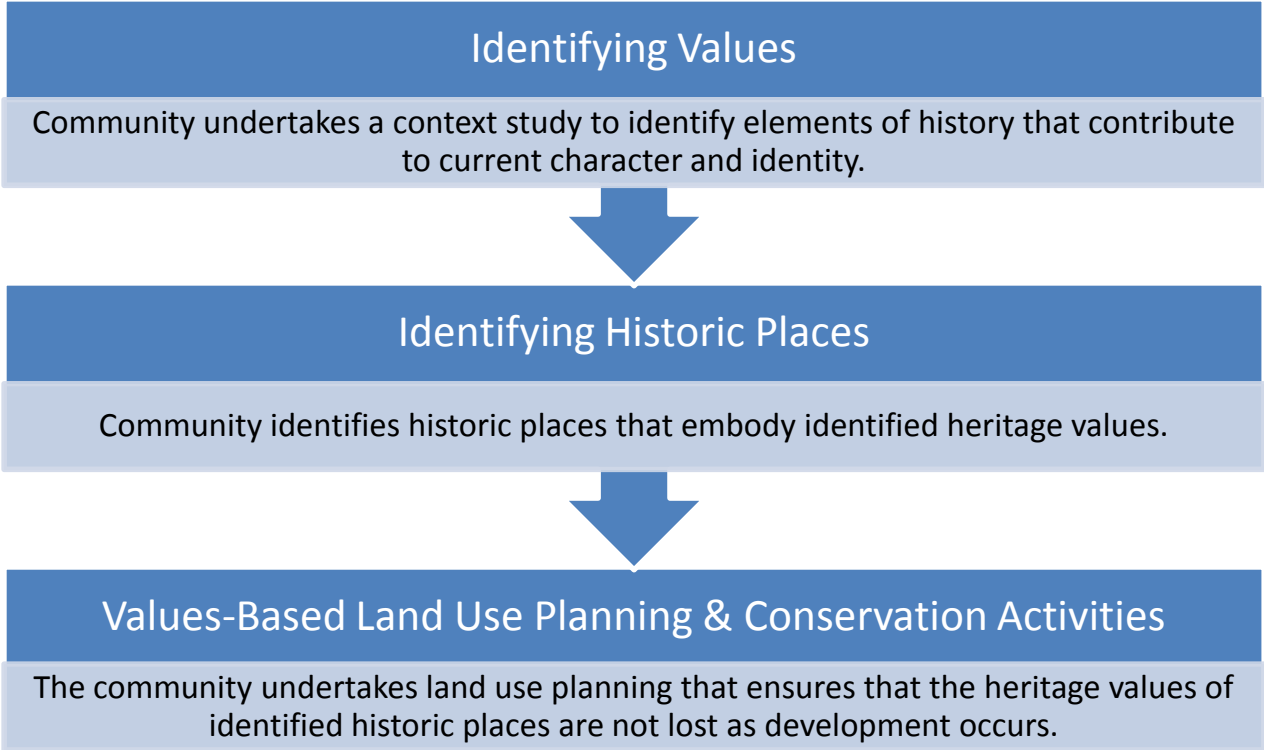 Identifying Values
Community undertakes a context study to identify elements of history that contribute
to current character and identity.
Identifying Historic Places
Community identifies historic places that embody identified heritage values.
Values-Based Land Use Planning & Conservation Activities
The community undertakes land use planning that ensures that the heritage values of
identified historic places are not lost as development occurs.